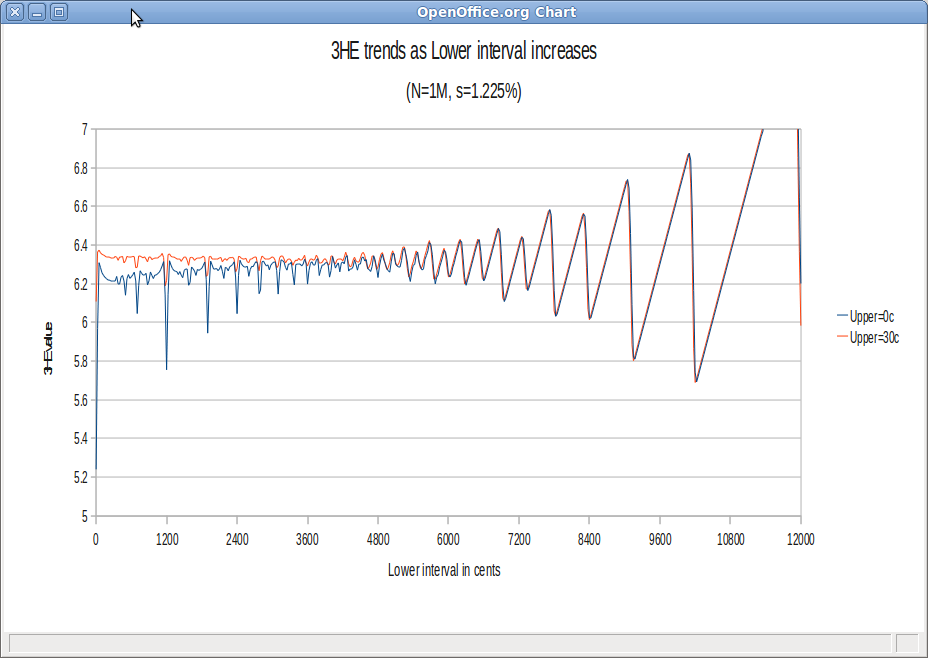 OpenOffice.org Chart
3HE trends as Lower interval increases
(N=1M, s=1.225%)
7
6.8
6.6
6.4
6.2
6
5.8
5.6
5.4
5.2
5
3HE value
0 1200 2400 3600 4800 6000 7200 8400 9600 10800 12000
Lower interval in cents
Upper=0c
Upper=30c